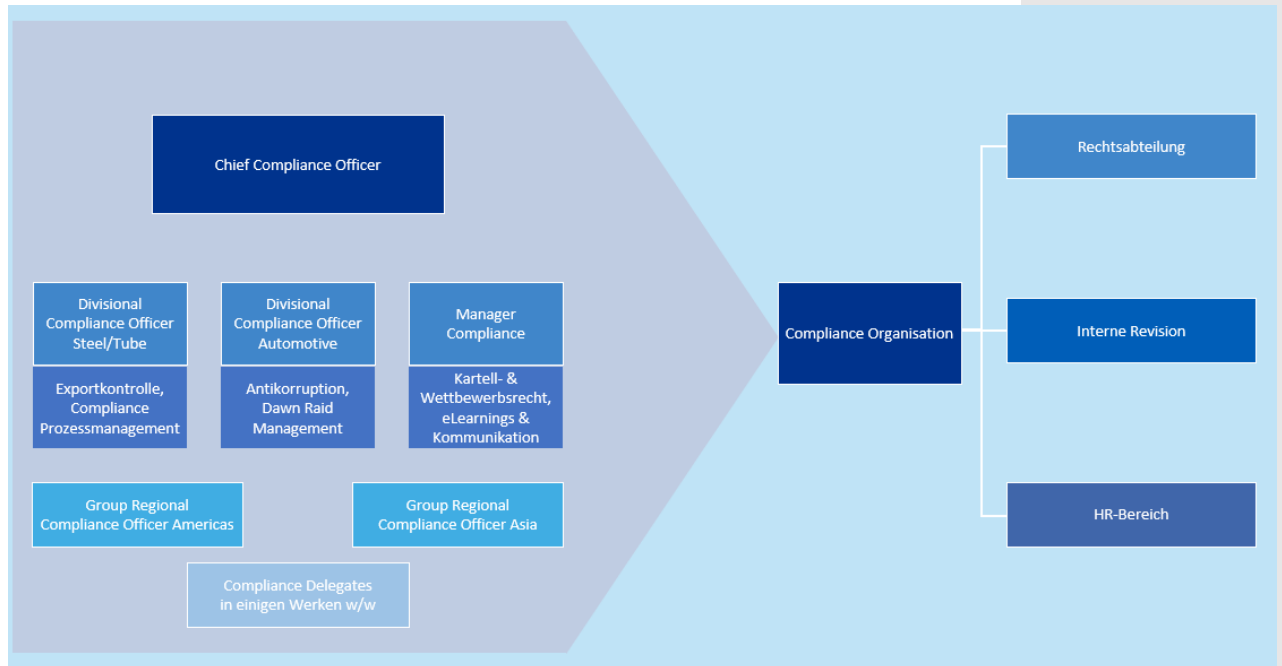 Chief Compliance Officer
Divisional
Compliance Officer
Steel/Tube
Exportkontrolle,
Compliance
Prozessmanagement
Divisional
Compliance Officer
Automotive
Antikorruption,
Dawn Raid
Management
Manager
Compliance
Kartell- &
Wettbewerbsrecht,
eLearnings &
Kommunikation
Group Regional
Compliance Officer Americas
Group Regional
Compliance Officer Asia
Compliance Delegates
in einigen Werken w/w
Compliance Organisation
Rechtsabteilung
Interne Revision
HR-Bereich